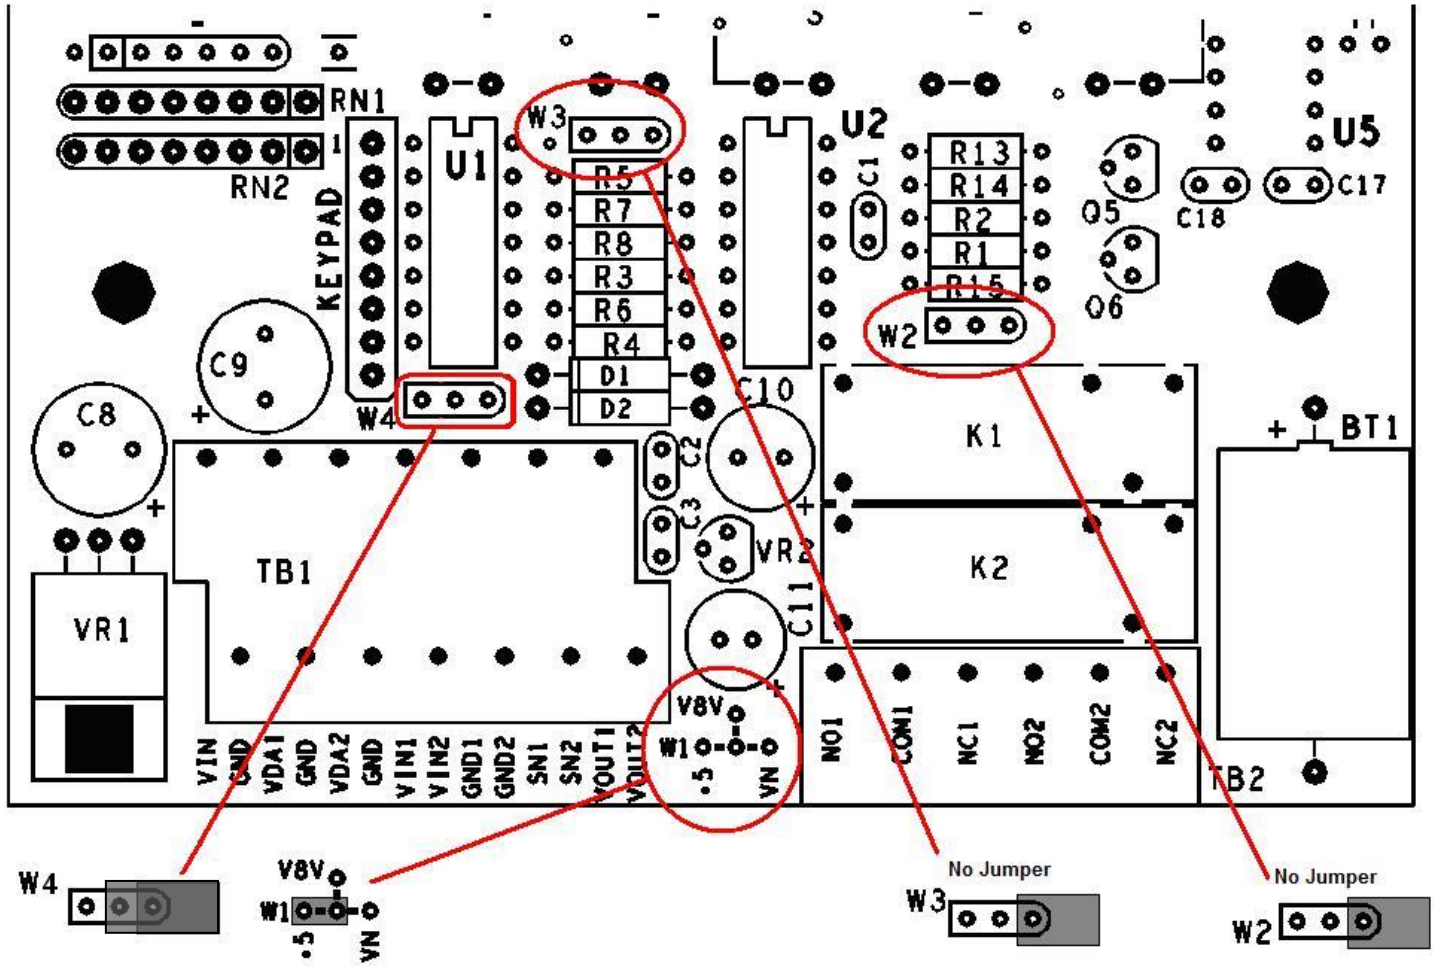 RN1
RN2
1
KEYPAD
U1
W3
R5
R7
R8
R3
R6
R4
D1
D2
U2
C1
R13
R14
R2
R1
R15
W2
Q5
Q6
U5
C18
C17
C9
+
C8
+
W4
C10
+
C2
C3
VR2
C11
+
K1
K2
+ BT1
VR1
TB1
V8V
W1
.5
VN
VIN
GND
VDA1
GND
VDA2
GND
VIN1
VIN2
GND1
GND2
SN1
SN2
VOUT1
VOUT2
NO1
COM1
NC1
NO2
COM2
NC2
TB2
W4
V8V
W1
.5
VN
No Jumper
W3
No Jumper
W2